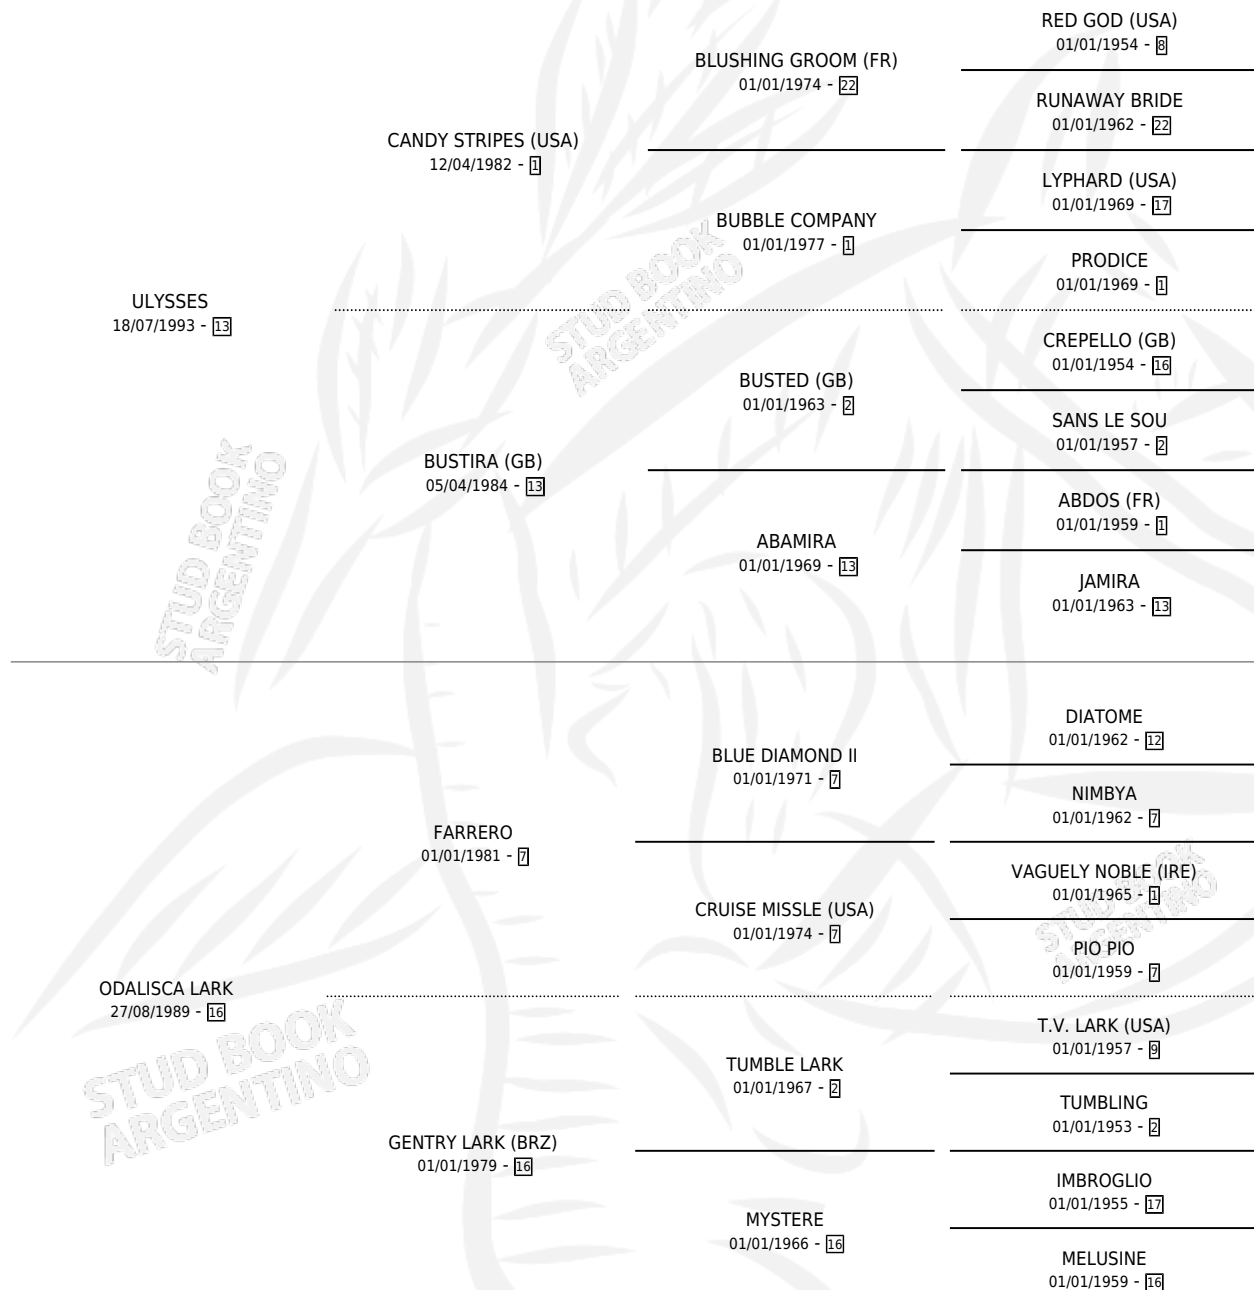 RED GOD (USA)
01/01/1954 - 8
BLUSHING GROOM (FR)
01/01/1974 - 22
RUNAWAY BRIDE
01/01/1962 - 22
CANDY STRIPES (USA)
12/04/1982 - 1
LYPHARD (USA)
01/01/1969 - 17
BUBBLE COMPANY
01/01/1977 - 1
PRODICE
01/01/1969 - 1
ULYSSES
18/07/1993 - 13
CREPELLO (GB)
01/01/1954 - 16
BUSTED (GB)
01/01/1963 - 2
SANS LE SOU
01/01/1957 - 2
BUSTIRA (GB)
05/04/1984 - 13
ABDOS (FR)
01/01/1959 - 1
ABAMIRA
01/01/1969 - 13
JAMIRA
01/01/1963 - 13
DIATOME
01/01/1962 - 12
BLUE DIAMOND II
01/01/1971 - 7
NIMBYA
01/01/1962 - 7
FARRERO
01/01/1981 - 7
VAGUELY NOBLE (IRE)
01/01/1965 - 1
CRUISE MISSLE (USA)
01/01/1974 - 7
PIO PIO
01/01/1959 - 7
ODALISCA LARK
27/08/1989 - 16
T.V. LARK (USA)
01/01/1957 - 9
TUMBLE LARK
01/01/1967 - 2
TUMBLING
01/01/1953 - 2
GENTRY LARK (BRZ)
01/01/1979 - 16
IMBROGLIO
01/01/1955 - 17
MYSTERE
01/01/1966 - 16
MELUSINE
01/01/1959 - 16
STUD BOOK
ARGENTINO
STUD BOOK
ARGENTINO
STUD BOOK
ARGENTINO
STUD BOOK
ARGENTINO